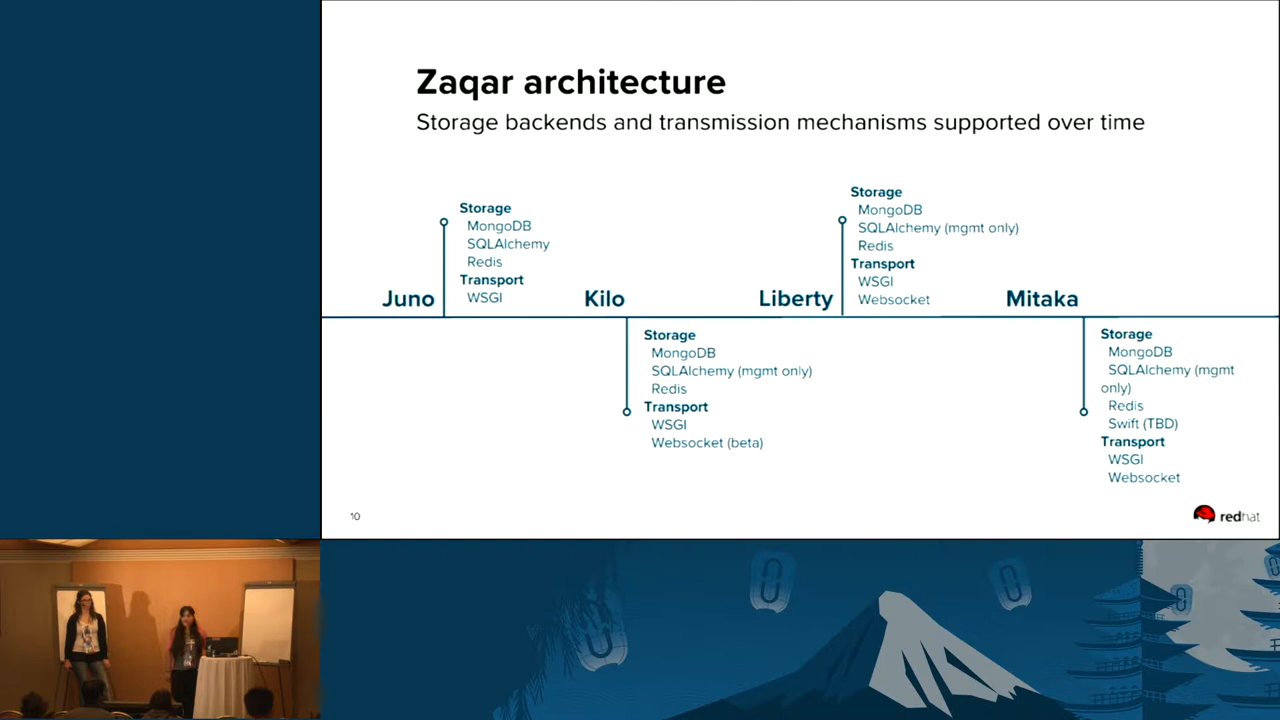 Zaqar architecture
Storage backends and transmission mechanisms supported over time
Juno
Storage
MongoDB
SQLAlchemy
Redis
Transport
WSGI
Kilo
Storage
MongoDB
SQLAlchemy (mgmt only)
Redis
Transport
WSGI
Websocket (beta)
Liberty
Storage
MongoDB
SQLAlchemy (mgmt only)
Redis
Transport
WSGI
Websocket
Mitaka
Storage
MongoDB
SQLAlchemy (mgmt
only)
Redis
Swift (TBD)
Transport
WSGI
Websocket
10
redhat